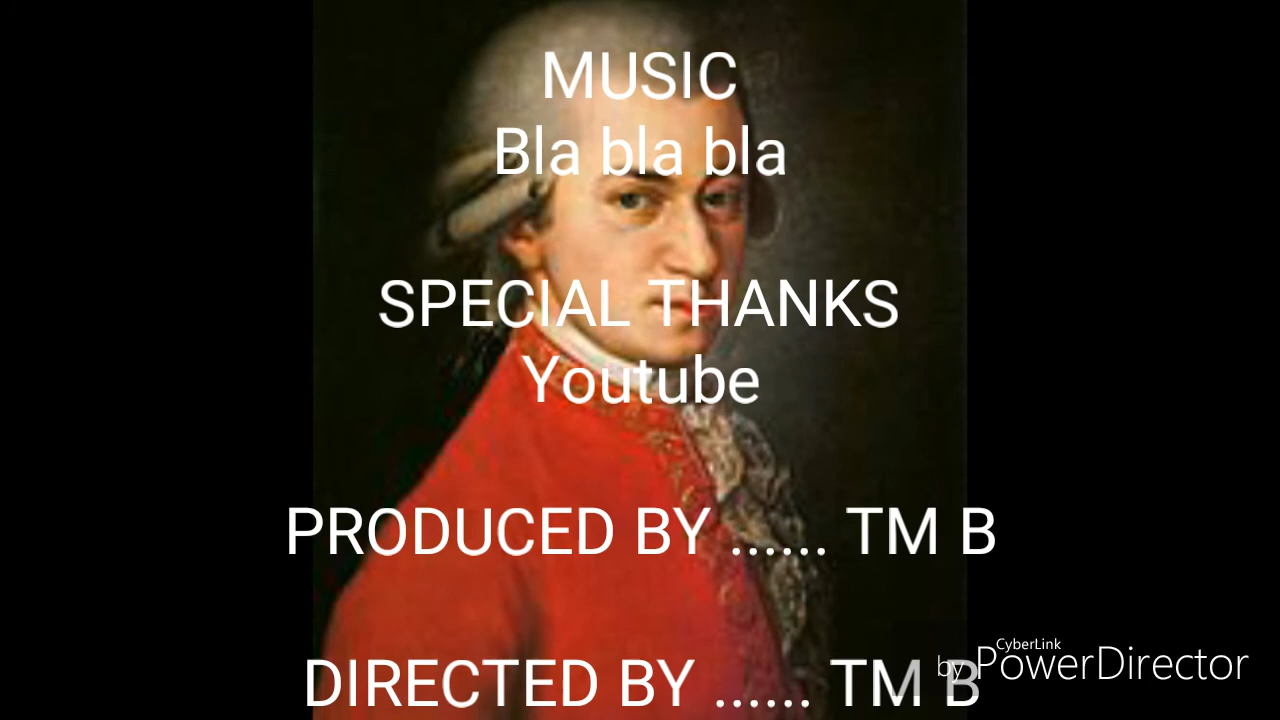 MUSIC
Bla bla bla
SPECIAL THANKS
Youtube
PRODUCED BY ...... TM B
DIRECTED BY ...... TM B
CyberLink
by PowerDirector